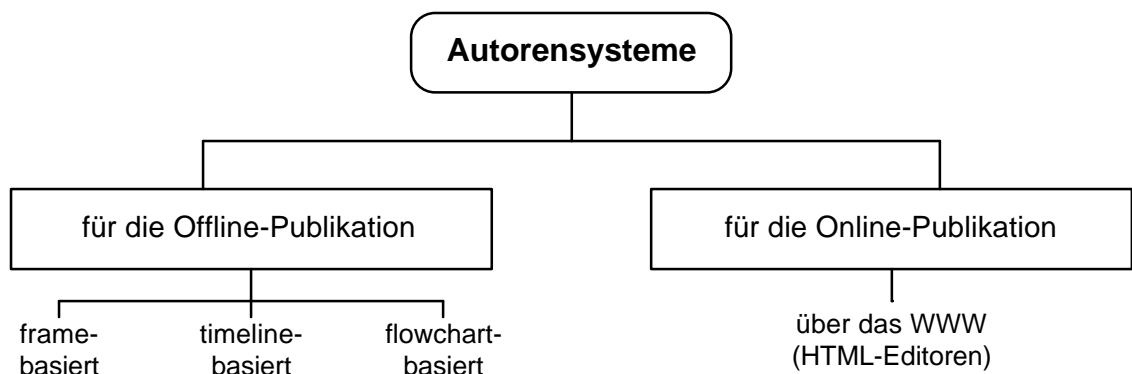 Autorensysteme
für die Offline-Publikation
für die Online-Publikation
frame-
basiert
timeline-
basiert
flowchart-
basiert
über das WWW
(HTML-Editoren)